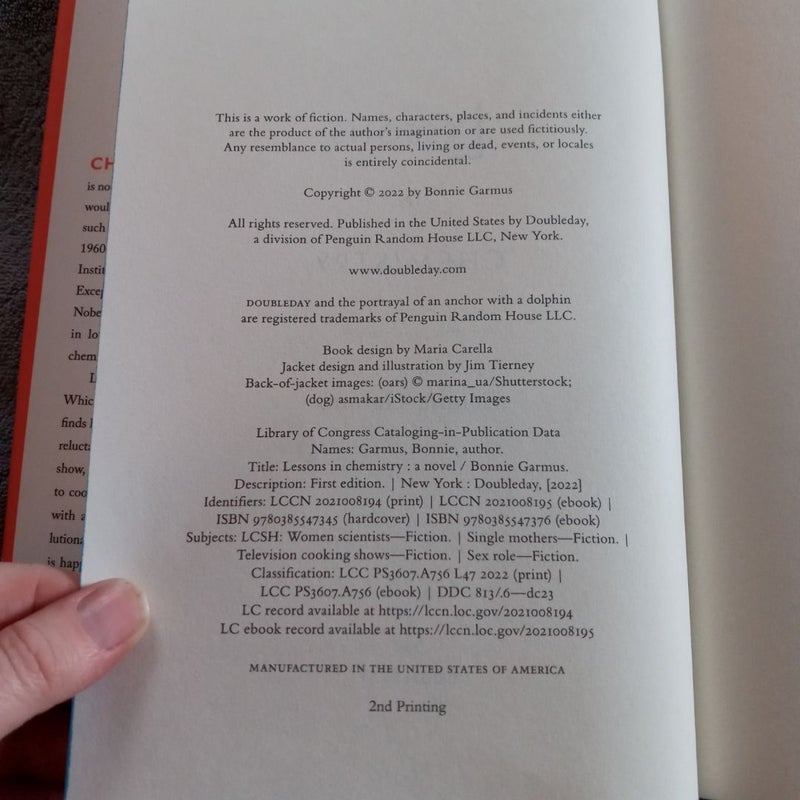 CH
is no
woul
such
1960
Instit
Excep
Nobe
in lo
chem
Whic
finds
reluct
show,
to coo
with a
lution
is hap
This is a work of fiction. Names, characters, places, and incidents either
are the product of the author's imagination or are used fictitiously.
Any resemblance to actual persons, living or dead, events, or locales
is entirely coincidental.
Copyright © 2022 by Bonnie Garmus
All rights reserved. Published in the United States by Doubleday,
a division of Penguin Random House LLC, New York.
www.doubleday.com
DOUBLEDAY and the portrayal of an anchor with a dolphin
are registered trademarks of Penguin Random House LLC.
Book design by Maria Carella
Jacket design and illustration by Jim Tierney
Back-of-jacket images: (oars) © marina_ua/Shutterstock;
(dog) asmakar/iStock/Getty Images
Library of Congress Cataloging-in-Publication Data
Names: Garmus, Bonnie, author.
Title: Lessons in chemistry : a novel / Bonnie Garmus.
Description: First edition. | New York : Doubleday, [2022]
Identifiers: LCCN 2021008194 (print) | LCCN 2021008195 (ebook) |
ISBN 9780385547345 (hardcover) | ISBN 9780385547376 (ebook)
Subjects: LCSH: Women scientists—Fiction. | Single mothers—Fiction. |
Television cooking shows—Fiction. | Sex role—Fiction.
Classification: LCC PS3607.A756 L47 2022 (print) |
LCC PS3607.A756 (ebook) | DDC 813/.6—dc23
LC record available at https://lccn.loc.gov/2021008194
LC ebook record available at https://lccn.loc.gov/2021008195
MANUFACTURED IN THE UNITED STATES OF AMERICA
2nd Printing